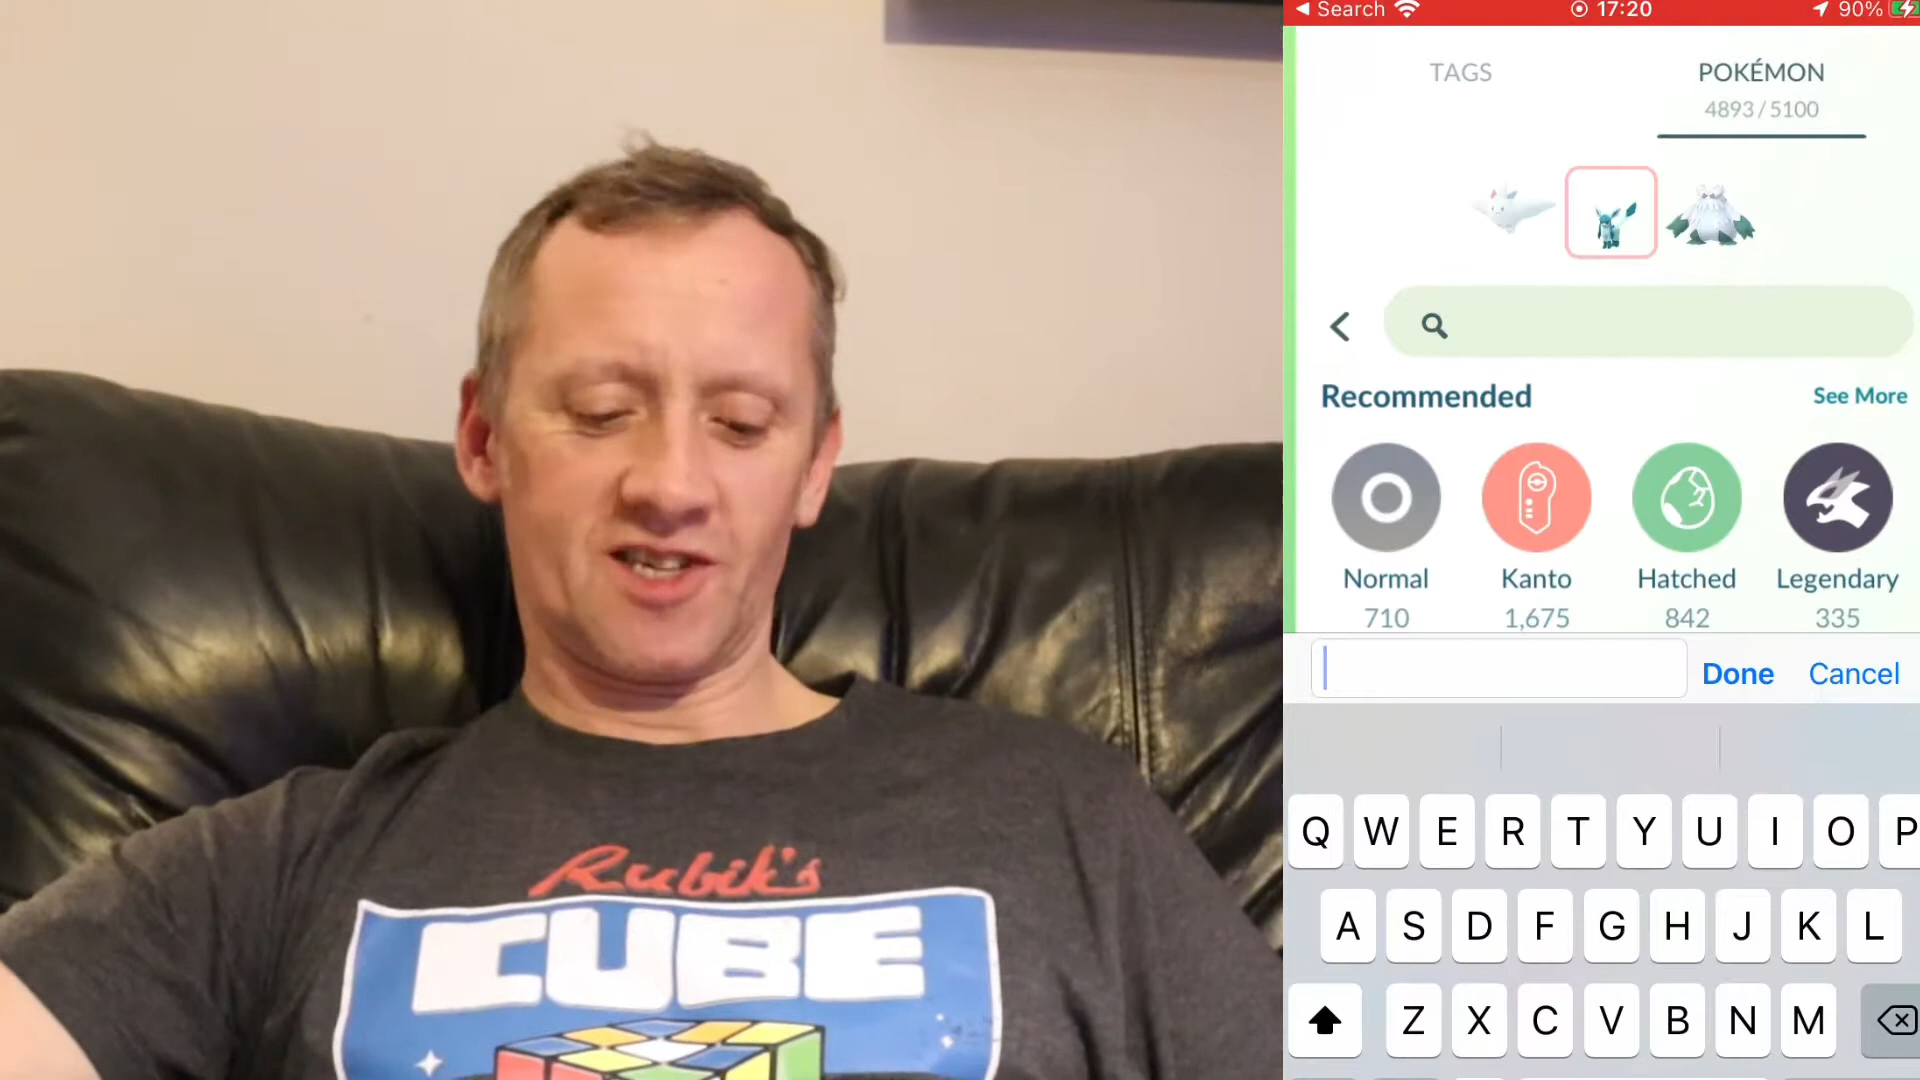 Rubik's
CUBE
Search 17:20 90%
TAGS POKÉMON
4893 / 5100
Recommended See More
Normal Kanto Hatched Legendary
710 1,675 842 335
Done Cancel
Q W E R T Y U I O P
A S D F G H J K L
Z X C V B N M